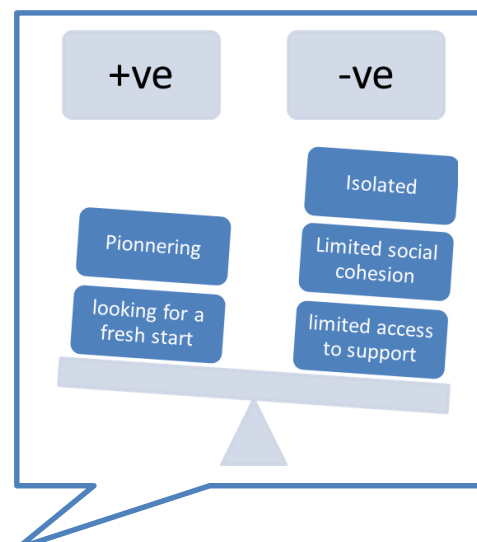 +ve
-ve
Pionnering
looking for a
fresh start
Isolated
Limited social
cohesion
limited access
to support